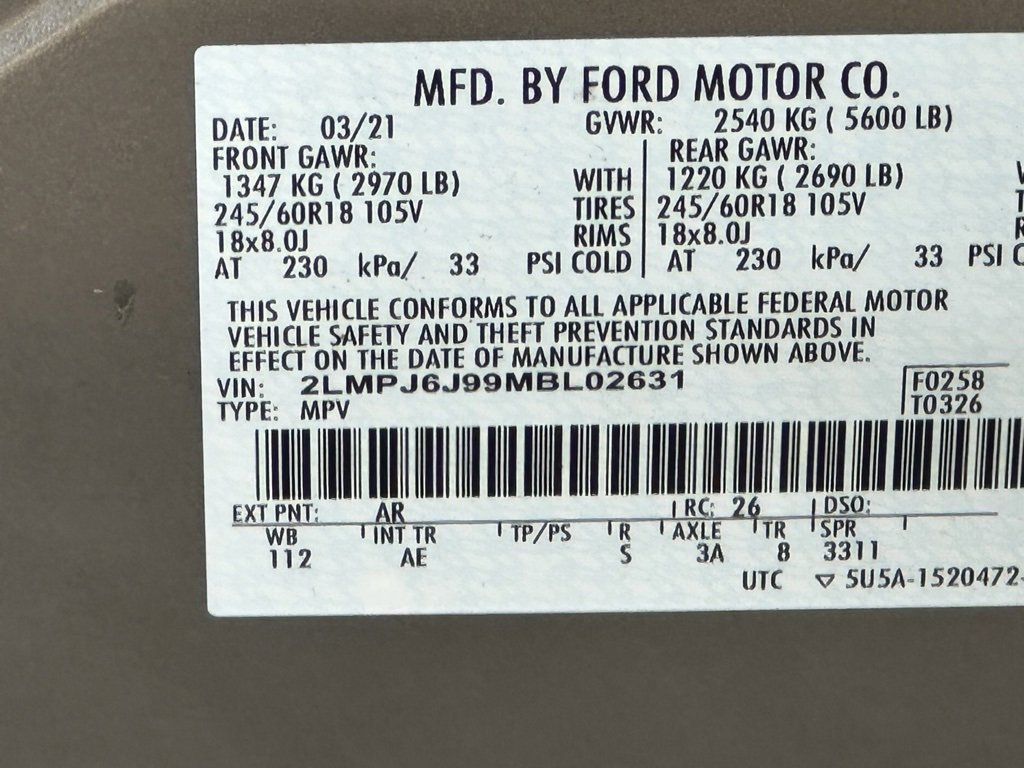 MFD. BY FORD MOTOR CO.
DATE: 03/21 GVWR: 2540 KG ( 5600 LB)
FRONT GAWR: REAR GAWR:
1347 KG ( 2970 LB) WITH 1220 KG ( 2690 LB)
245/60R18 105V TIRES 245/60R18 105V
18x8.0J RIMS 18x8.0J
AT 230 kPa/ 33 PSI COLD AT 230 kPa/ 33 PSI
THIS VEHICLE CONFORMS TO ALL APPLICABLE FEDERAL MOTOR
VEHICLE SAFETY AND THEFT PREVENTION STANDARDS IN
EFFECT ON THE DATE OF MANUFACTURE SHOWN ABOVE.
VIN: 2LMPJ6J99MBL02631 F0258
TYPE: MPV T0326
EXT PNT: AR RC: 26 DSO:
WB INT TR TP/PS R AXLE TR SPR
112 AE S 3A 8 3311
UTC ▽ 5U5A-1520472-